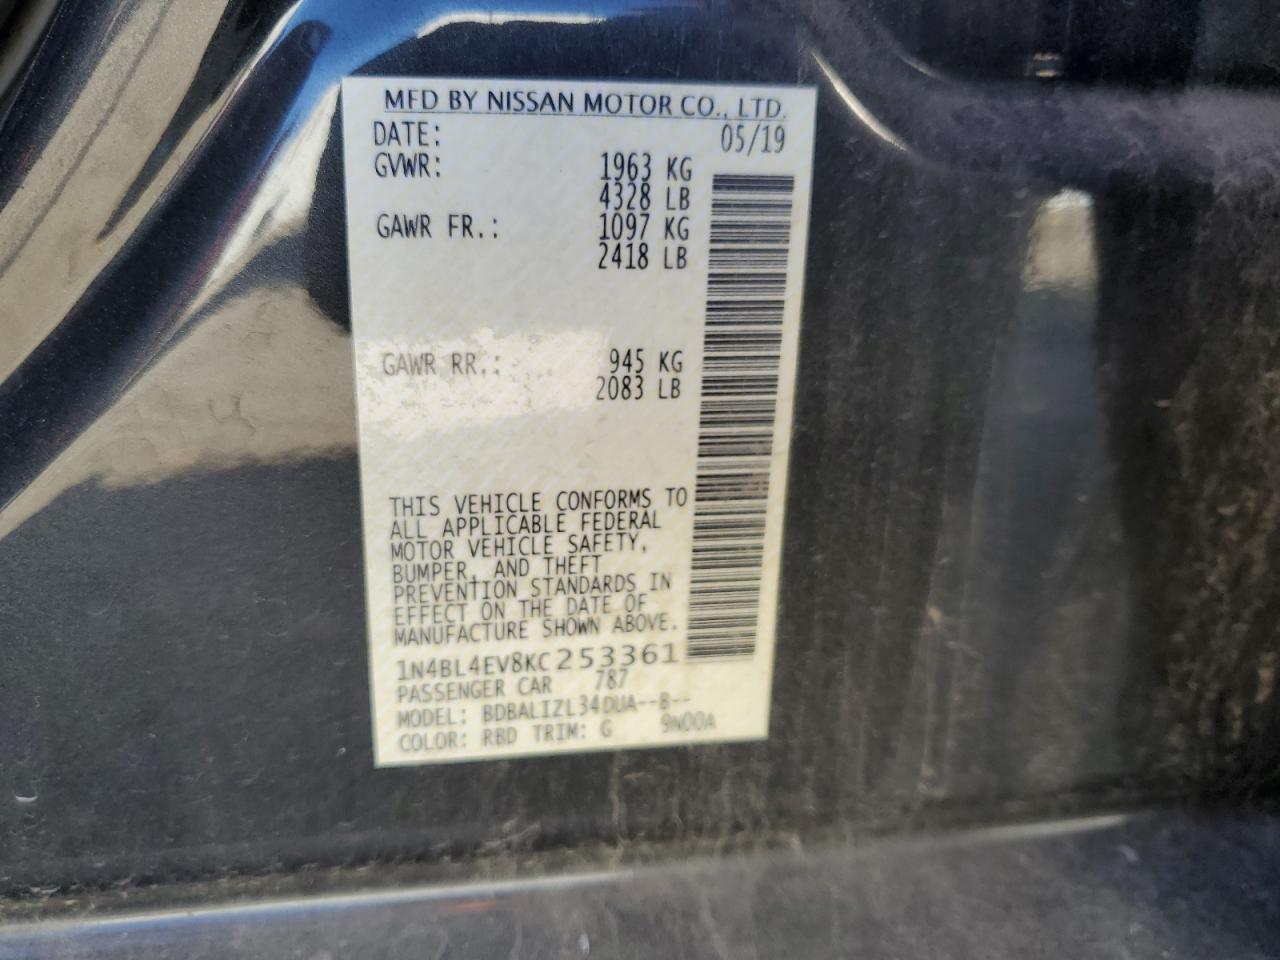 MFD BY NISSAN MOTOR CO., LTD.
DATE: 05/19
GVWR: 1963 KG
4328 LB
GAWR FR.: 1097 KG
2418 LB
GAWR RR.: 945 KG
2083 LB
THIS VEHICLE CONFORMS TO
ALL APPLICABLE FEDERAL
MOTOR VEHICLE SAFETY,
BUMPER, AND THEFT
PREVENTION STANDARDS IN
EFFECT ON THE DATE OF
MANUFACTURE SHOWN ABOVE.
1N4BL4EV8KC253361
PASSENGER CAR 787
MODEL: BDBALIZL34DUA--B--
COLOR: RBD TRIM: G 9N00A